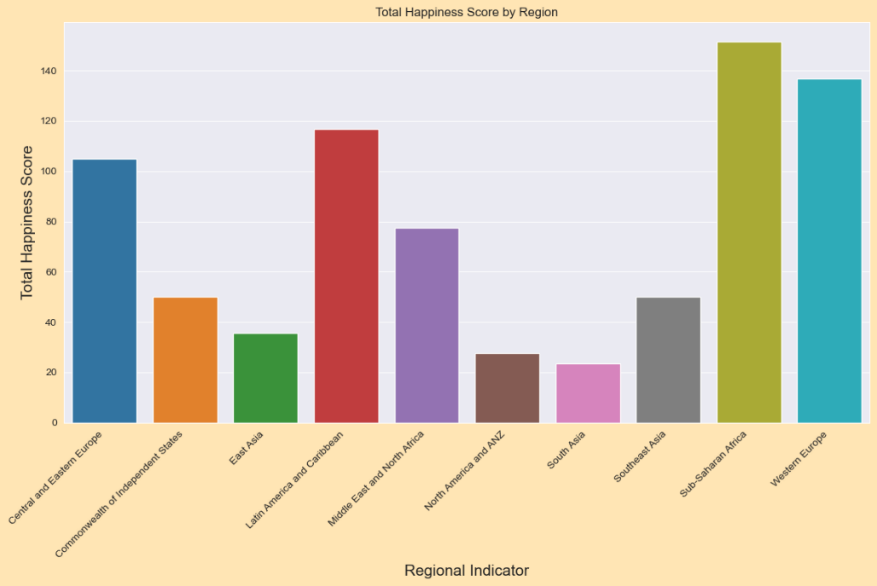 Total Happiness Score by Region
Total Happiness Score
140
120
100
80
60
40
20
0
Central and Eastern Europe
Commonwealth of Independent States
East Asia
Latin America and Caribbean
Middle East and North Africa
North America and ANZ
South Asia
Southeast Asia
Sub-Saharan Africa
Western Europe
Regional Indicator